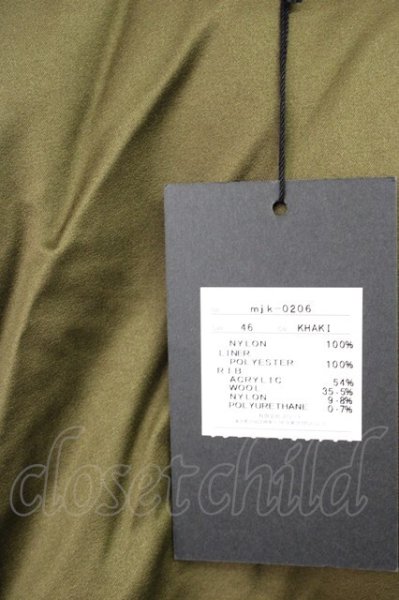 mjk-0206
46 KHAKI
NYLON 100%
LINER
POLYESTER 100%
RIB
ACRYLIC 54%
WOOL 35.5%
NYLON 9.8%
POLYURETHANE 0.7%
closetchild